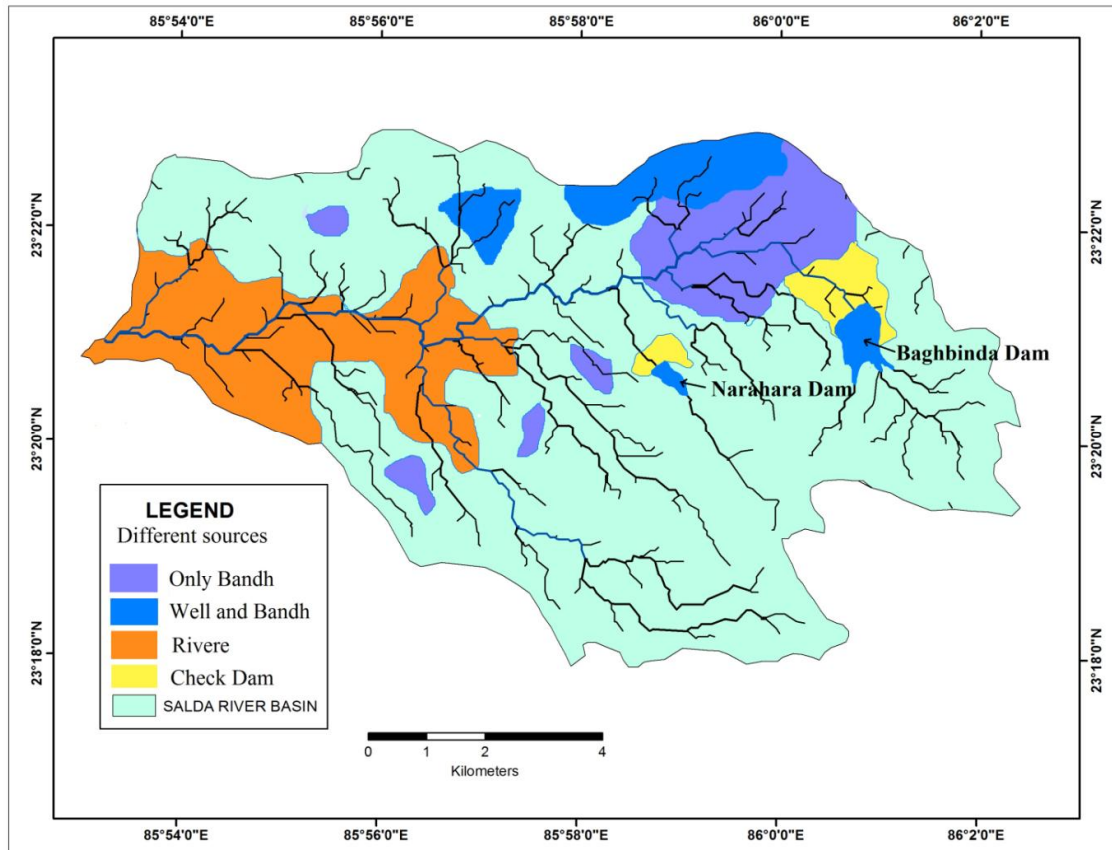 85°54'0"E 85°56'0"E 85°58'0"E 86°0'0"E 86°2'0"E
23°22'0"N 23°22'0"N
Baghbinda Dam
Narahara Dam
23°20'0"N 23°20'0"N
LEGEND
Different sources
Only Bandh
Well and Bandh
Rivere
Check Dam
SALDA RIVER BASIN
23°18'0"N 23°18'0"N
0 1 2 4
Kilometers
85°54'0"E 85°56'0"E 85°58'0"E 86°0'0"E 86°2'0"E